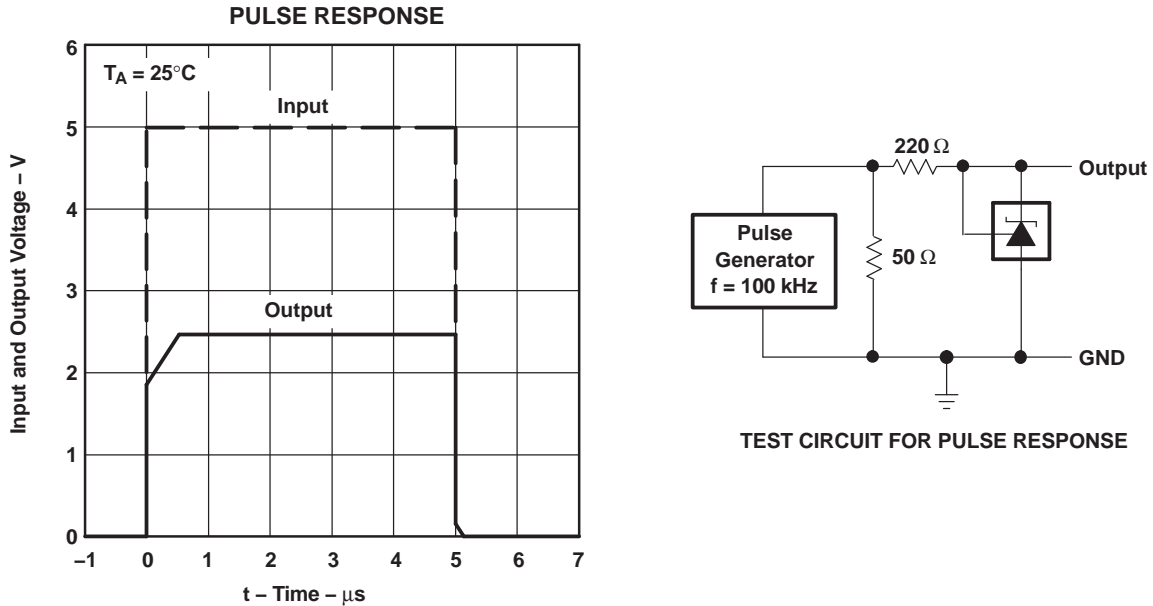 PULSE RESPONSE
Input and Output Voltage – V
6
5
4
3
2
1
0
T_A = 25°C
Input
Output
–1 0 1 2 3 4 5 6 7
t – Time – μs
220 Ω
Output
Pulse
Generator
f = 100 kHz
50 Ω
GND
TEST CIRCUIT FOR PULSE RESPONSE